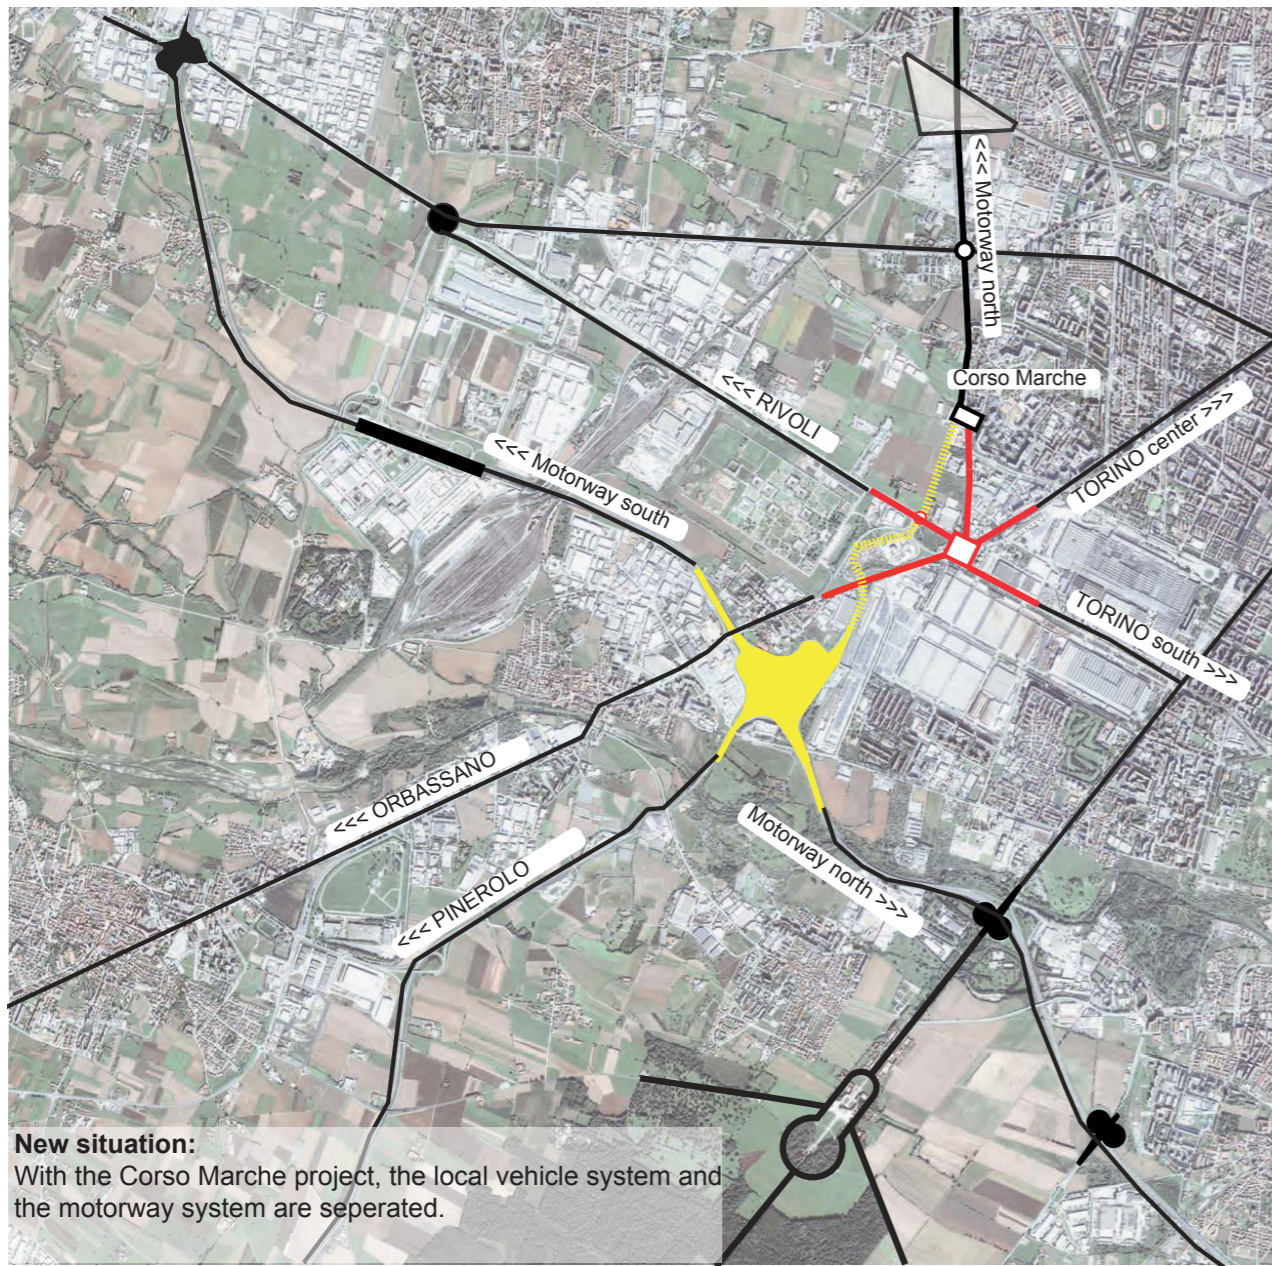 <<< Motorway north
Corso Marche
<<< RIVOLI
TORINO center >>>
<<< Motorway south
TORINO south >>>
<<< ORBASSANO
Motorway north >>>
<<< PINEROLO
New situation:
With the Corso Marche project, the local vehicle system and
the motorway system are seperated.